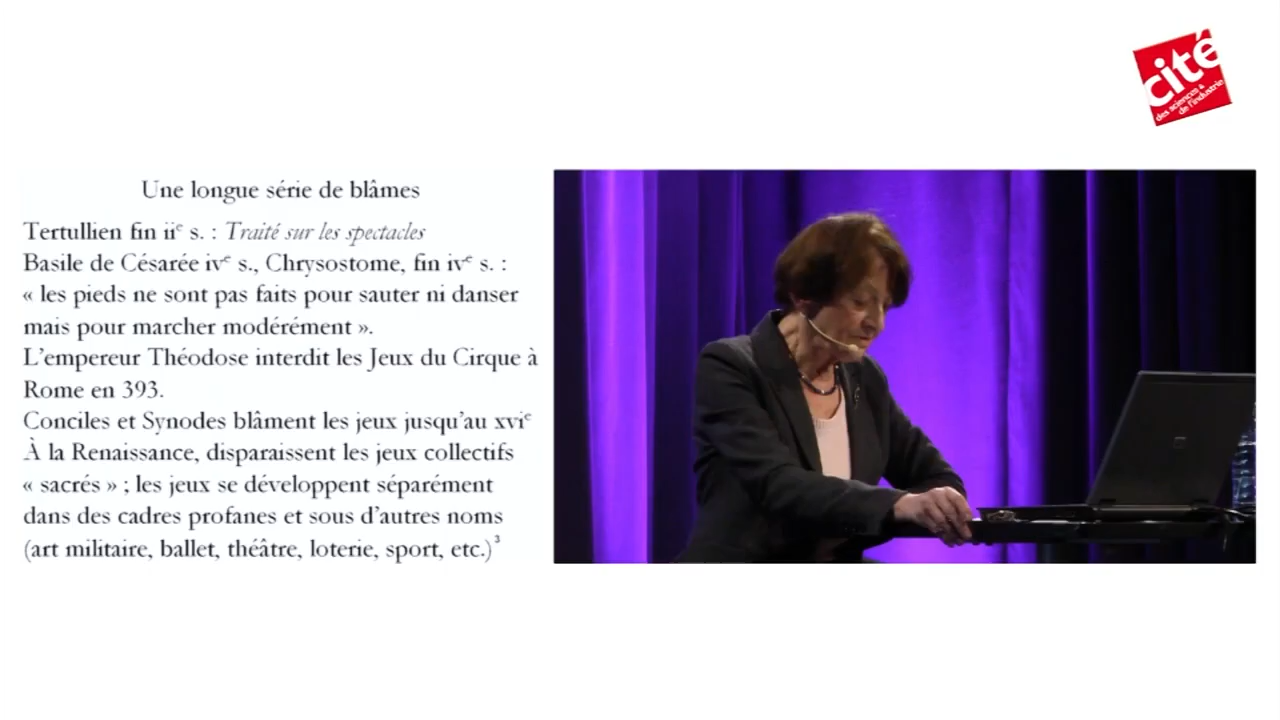 cité
des sciences &
de l'industrie
Une longue série de blâmes
Tertullien fin iiᵉ s. : Traité sur les spectacles
Basile de Césarée ivᵉ s., Chrysostome, fin ivᵉ s. :
« les pieds ne sont pas faits pour sauter ni danser
mais pour marcher modérément ».
L'empereur Théodose interdit les Jeux du Cirque à
Rome en 393.
Conciles et Synodes blâment les jeux jusqu'au xviᵉ
À la Renaissance, disparaissent les jeux collectifs
« sacrés » ; les jeux se développent séparément
dans des cadres profanes et sous d'autres noms
(art militaire, ballet, théâtre, loterie, sport, etc.)³